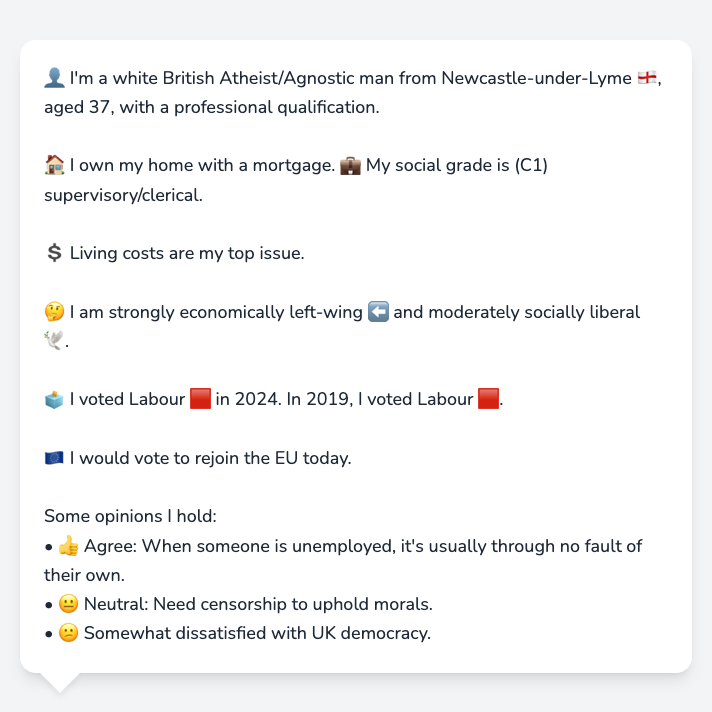 👤 I'm a white British Atheist/Agnostic man from Newcastle-under-Lyme 🏴󠁧󠁢󠁥󠁮󠁧󠁿,
aged 37, with a professional qualification.
🏠 I own my home with a mortgage. 💼 My social grade is (C1)
supervisory/clerical.
💲 Living costs are my top issue.
🤔 I am strongly economically left-wing ⬅️ and moderately socially liberal
🕊️.
🗳️ I voted Labour 🟥 in 2024. In 2019, I voted Labour 🟥.
🇪🇺 I would vote to rejoin the EU today.
Some opinions I hold:
• 👍 Agree: When someone is unemployed, it's usually through no fault of
their own.
• 😐 Neutral: Need censorship to uphold morals.
• 😕 Somewhat dissatisfied with UK democracy.